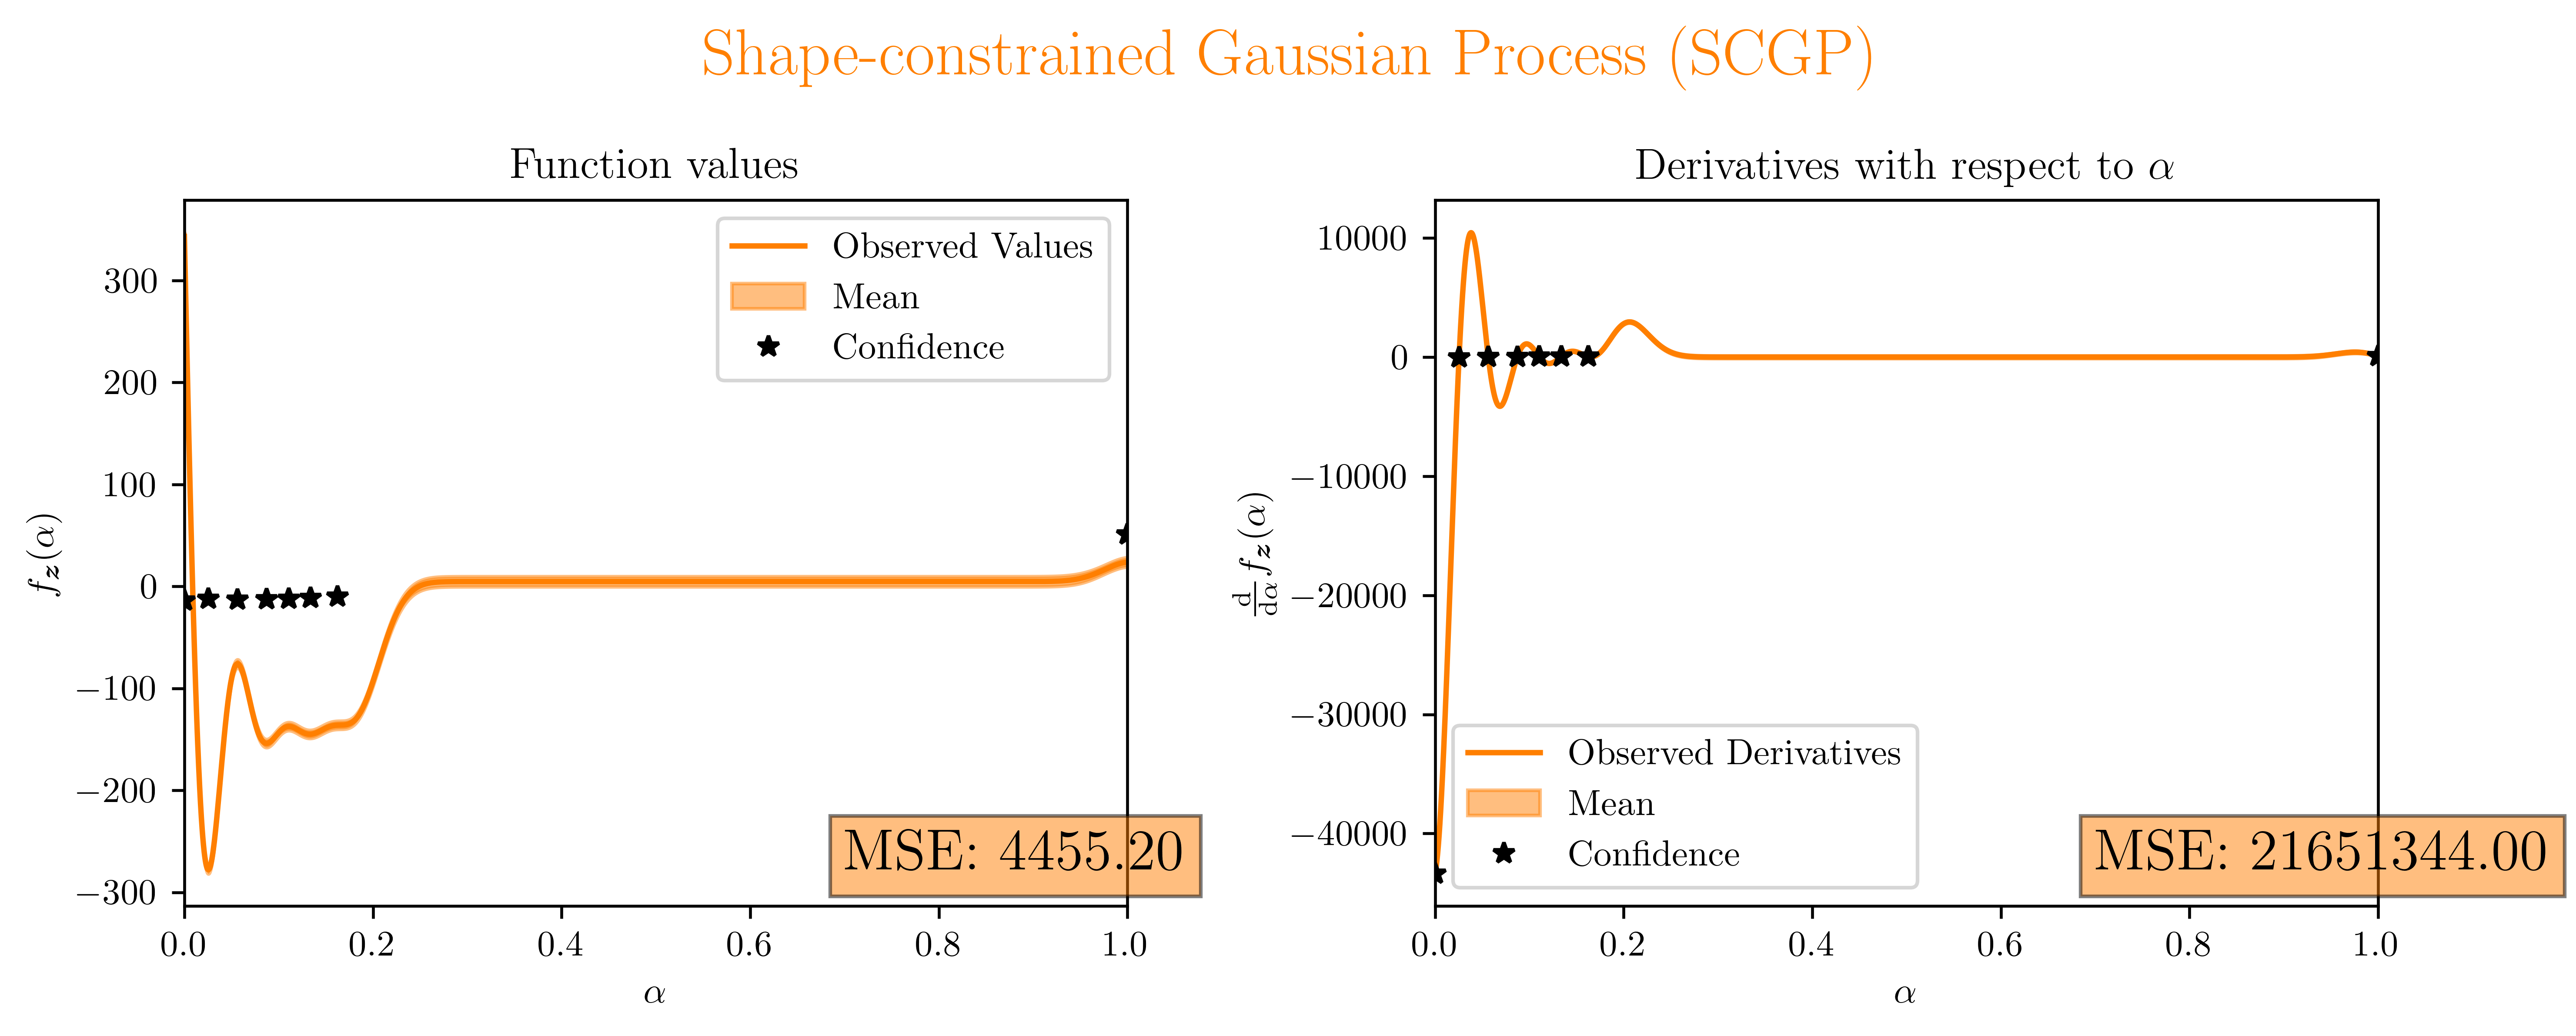 Shape-constrained Gaussian Process (SCGP)
Function values
300
200
100
0
−100
−200
−300
f_z(α)
Observed Values
Mean
Confidence
MSE: 4455.20
0.0 0.2 0.4 0.6 0.8 1.0
α
Derivatives with respect to α
10000
0
−10000
−20000
−30000
−40000
d/dα f_z(α)
Observed Derivatives
Mean
Confidence
MSE: 21651344.00
0.0 0.2 0.4 0.6 0.8 1.0
α